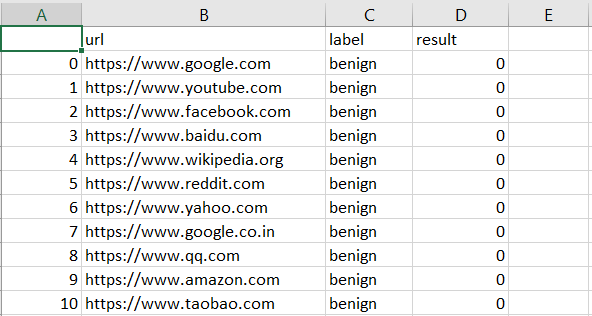 A B C D E
url label result
0 https://www.google.com benign 0
1 https://www.youtube.com benign 0
2 https://www.facebook.com benign 0
3 https://www.baidu.com benign 0
4 https://www.wikipedia.org benign 0
5 https://www.reddit.com benign 0
6 https://www.yahoo.com benign 0
7 https://www.google.co.in benign 0
8 https://www.qq.com benign 0
9 https://www.amazon.com benign 0
10 https://www.taobao.com benign 0